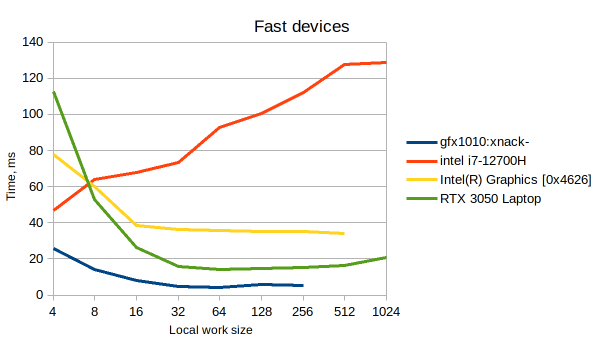 Fast devices
140
120
100
80
60
40
20
0
Time, ms
4 8 16 32 64 128 256 512 1024
Local work size
gfx1010:xnack-
intel i7-12700H
Intel(R) Graphics [0x4626]
RTX 3050 Laptop